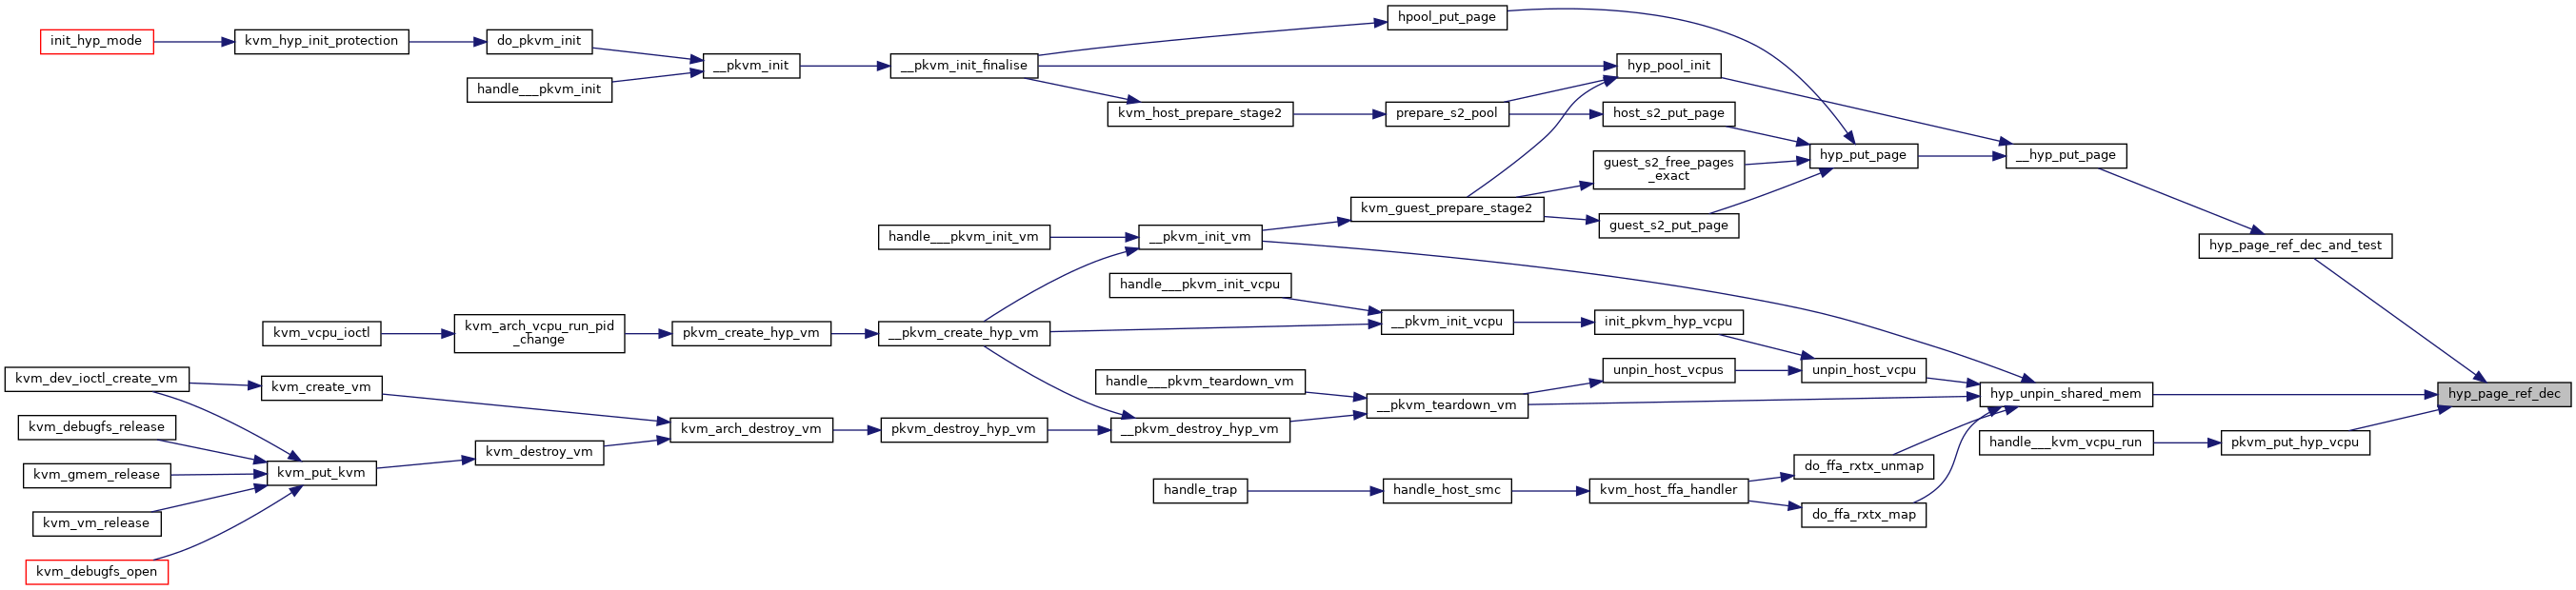 hpool_put_page
init_hyp_mode
kvm_hyp_init_protection
do_pkvm_init
__pkvm_init
__pkvm_init_finalise
hyp_pool_init
handle___pkvm_init
kvm_host_prepare_stage2
prepare_s2_pool
host_s2_put_page
hyp_put_page
__hyp_put_page
guest_s2_free_pages
_exact
kvm_guest_prepare_stage2
guest_s2_put_page
handle___pkvm_init_vm
__pkvm_init_vm
hyp_page_ref_dec_and_test
handle___pkvm_init_vcpu
kvm_vcpu_ioctl
kvm_arch_vcpu_run_pid
_change
pkvm_create_hyp_vm
__pkvm_create_hyp_vm
__pkvm_init_vcpu
init_pkvm_hyp_vcpu
kvm_dev_ioctl_create_vm
kvm_create_vm
handle___pkvm_teardown_vm
unpin_host_vcpus
unpin_host_vcpu
hyp_unpin_shared_mem
hyp_page_ref_dec
__pkvm_teardown_vm
kvm_debugfs_release
kvm_arch_destroy_vm
pkvm_destroy_hyp_vm
__pkvm_destroy_hyp_vm
handle___kvm_vcpu_run
pkvm_put_hyp_vcpu
kvm_destroy_vm
kvm_gmem_release
kvm_put_kvm
do_ffa_rxtx_unmap
handle_trap
handle_host_smc
kvm_host_ffa_handler
do_ffa_rxtx_map
kvm_vm_release
kvm_debugfs_open